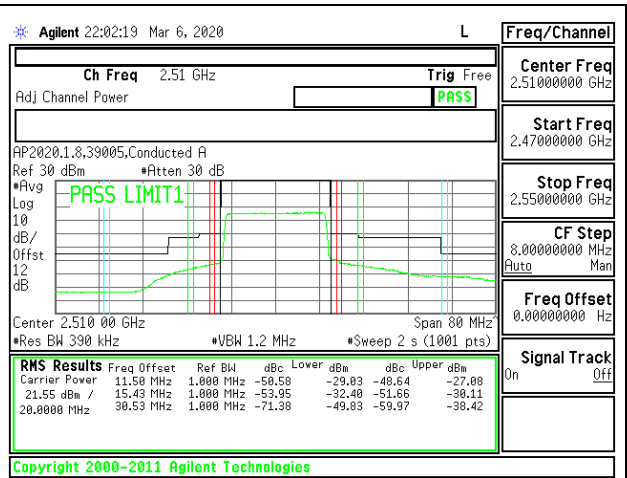 Agilent 22:02:19 Mar 6, 2020 L
Freq/Channel
Ch Freq 2.51 GHz Trig Free
Adj Channel Power PASS
AP2020.1.8,39005,Conducted A
Ref 30 dBm #Atten 30 dB
#Avg
Log
10
dB/
Offst
12
dB
PASS LIMIT1
Center 2.510 00 GHz Span 80 MHz^
#Res BW 390 kHz #VBW 1.2 MHz #Sweep 2 s (1001 pts)
RMS Results Freq Offset Ref BW dBc Lower dBm dBc Upper dBm
Carrier Power 11.50 MHz 1.000 MHz -50.58 -29.03 -48.64 -27.08
21.55 dBm / 15.43 MHz 1.000 MHz -53.95 -32.40 -51.66 -30.11
20.0000 MHz 30.53 MHz 1.000 MHz -71.38 -49.83 -59.97 -38.42
Center Freq
2.51000000 GHz
Start Freq
2.47000000 GHz
Stop Freq
2.55000000 GHz
CF Step
8.00000000 MHz
Auto Man
Freq Offset
0.00000000 Hz
Signal Track
On Off
Copyright 2000-2011 Agilent Technologies